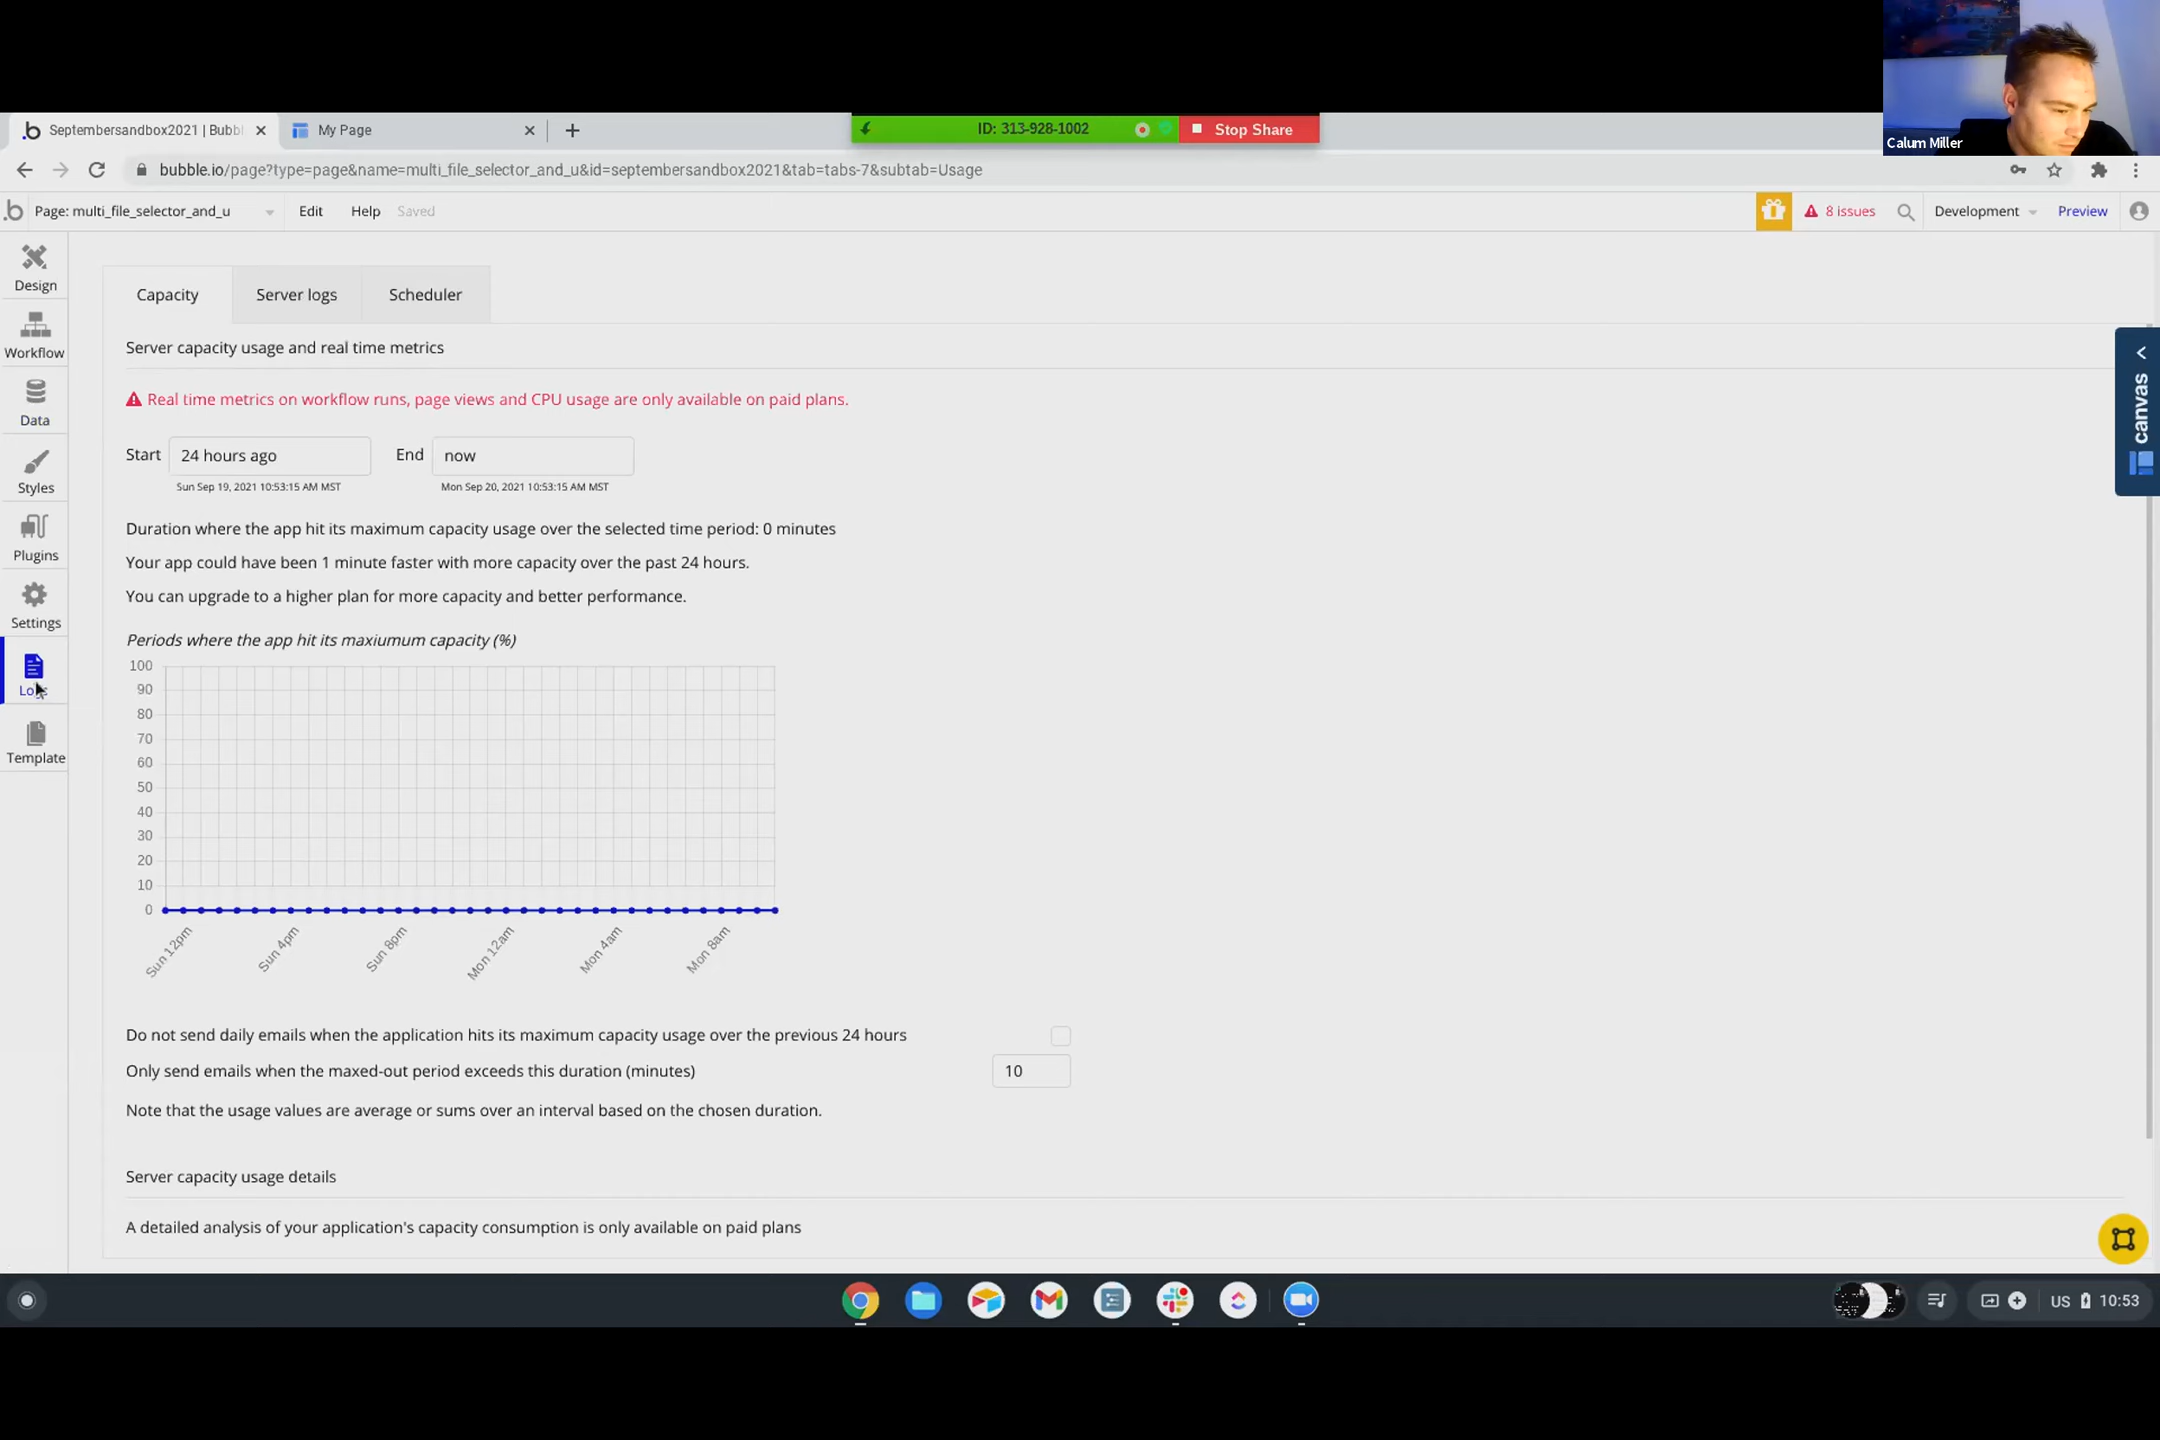 Calum Miller
Septembersandbox2021 | Bubbl
My Page
ID: 313-928-1002
Stop Share
bubble.io/page?type=page&name=multi_file_selector_and_u&id=septembersandbox2021&tab=tabs-7&subtab=Usage
Page: multi_file_selector_and_u
Edit
Help
Saved
8 issues
Development
Preview
Design
Workflow
Data
Styles
Plugins
Settings
Template
Capacity
Server logs
Scheduler
Server capacity usage and real time metrics
Real time metrics on workflow runs, page views and CPU usage are only available on paid plans.
Start 24 hours ago End now
Sun Sep 19, 2021 10:53:15 AM MST
Mon Sep 20, 2021 10:53:15 AM MST
Duration where the app hit its maximum capacity usage over the selected time period: 0 minutes
Your app could have been 1 minute faster with more capacity over the past 24 hours.
You can upgrade to a higher plan for more capacity and better performance.
Periods where the app hit its maxiumum capacity (%)
100
90
80
70
60
50
40
30
20
10
0
Sun 12pm
Sun 4pm
Sun 8pm
Mon 12am
Mon 4am
Mon 8am
Do not send daily emails when the application hits its maximum capacity usage over the previous 24 hours
Only send emails when the maxed-out period exceeds this duration (minutes) 10
Note that the usage values are average or sums over an interval based on the chosen duration.
Server capacity usage details
A detailed analysis of your application's capacity consumption is only available on paid plans
canvas
US
10:53